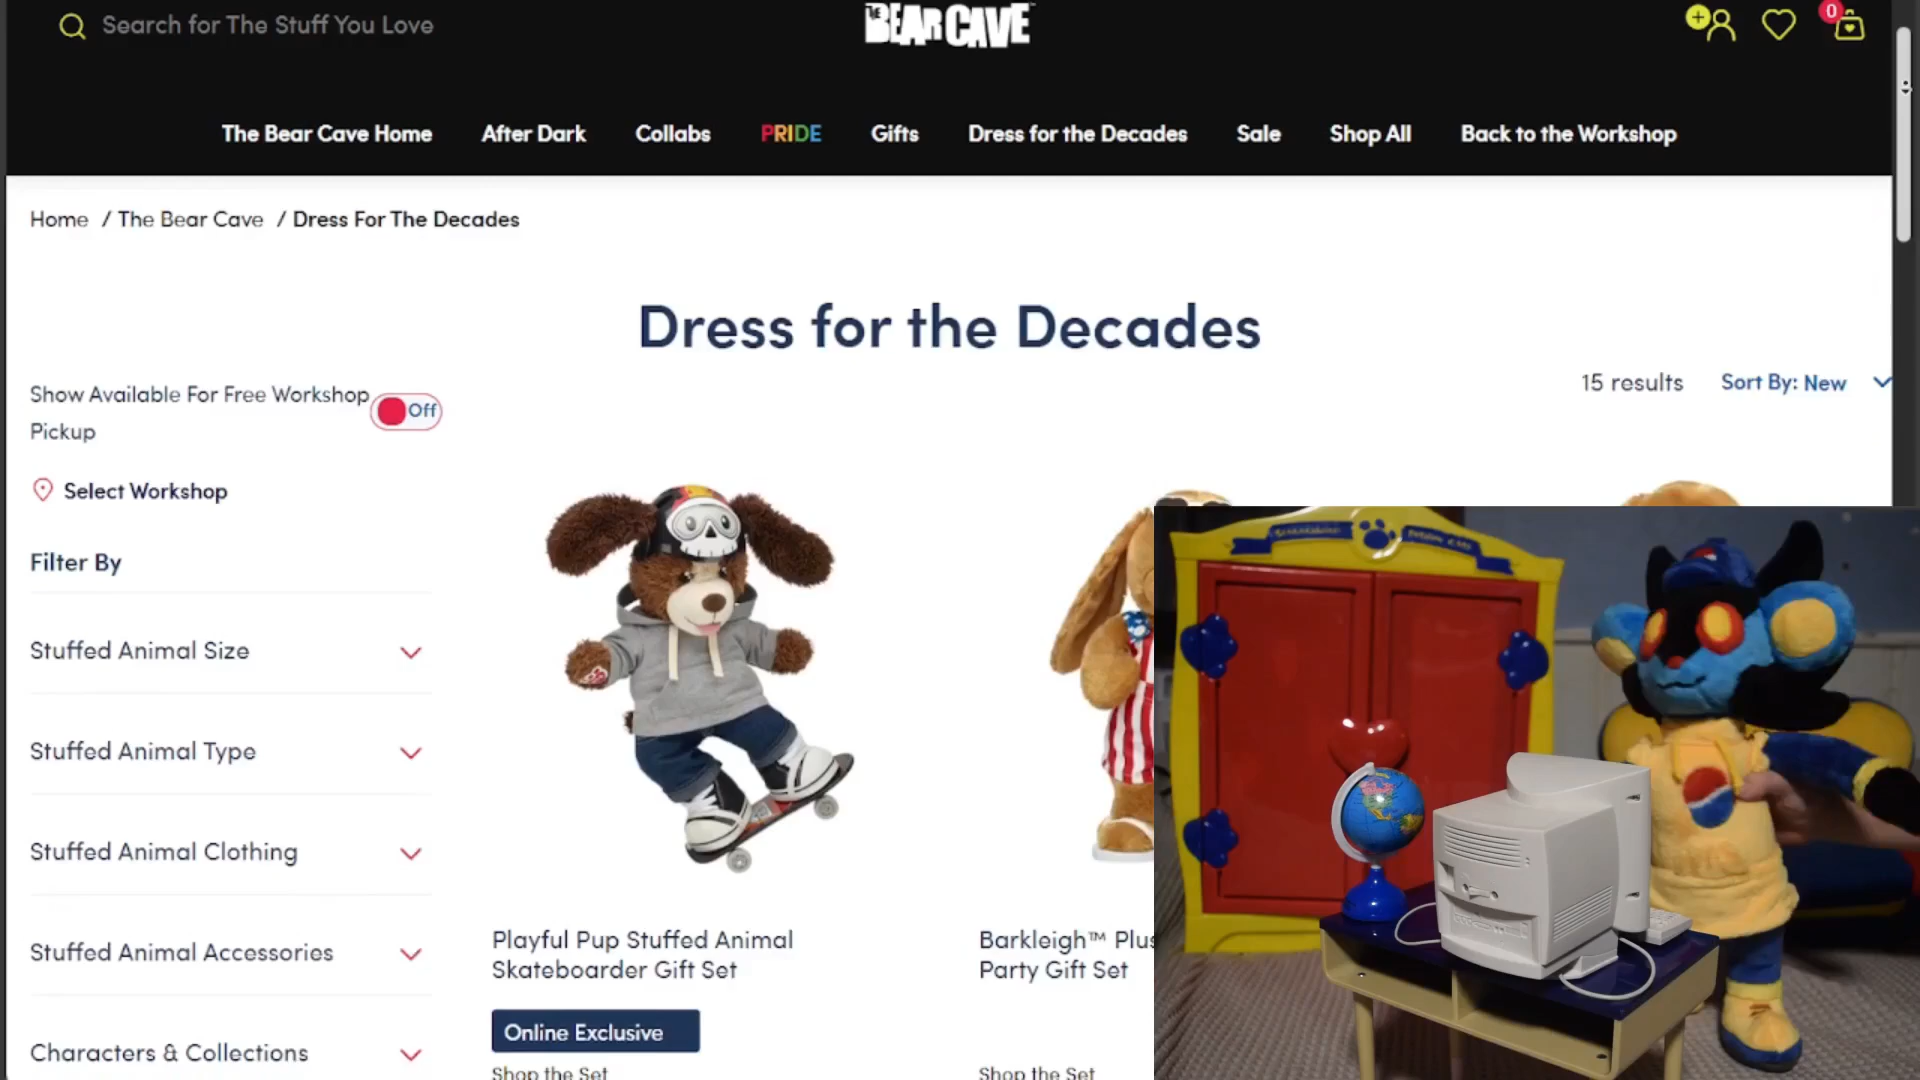 Search for The Stuff You Love
THE BEAR CAVE
0
The Bear Cave Home
After Dark
Collabs
PRIDE
Gifts
Dress for the Decades
Sale
Shop All
Back to the Workshop
Home / The Bear Cave / Dress For The Decades
Dress for the Decades
15 results
Sort By: New
Show Available For Free Workshop
Pickup
Off
Select Workshop
Filter By
Stuffed Animal Size
Stuffed Animal Type
Stuffed Animal Clothing
Stuffed Animal Accessories
Characters & Collections
Playful Pup Stuffed Animal
Skateboarder Gift Set
Online Exclusive
Shop the Set
Barkleigh™ Plus
Party Gift Set
Shop the Set